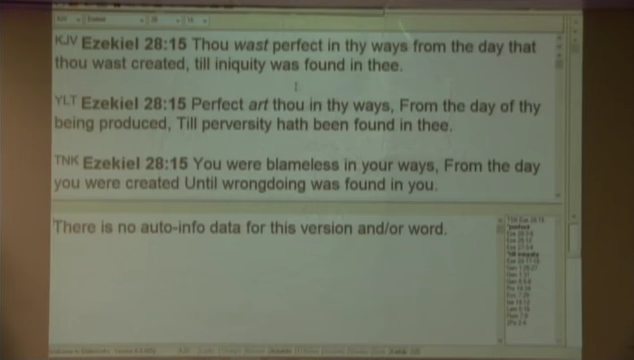 KJV Ezekiel 28:15 Thou wast perfect in thy ways from the day that
thou wast created, till iniquity was found in thee.
YLT Ezekiel 28:15 Perfect art thou in thy ways, From the day of thy
being produced, Till perversity hath been found in thee.
TNK Ezekiel 28:15 You were blameless in your ways, From the day
you were created Until wrongdoing was found in you.
There is no auto-info data for this version and/or word.